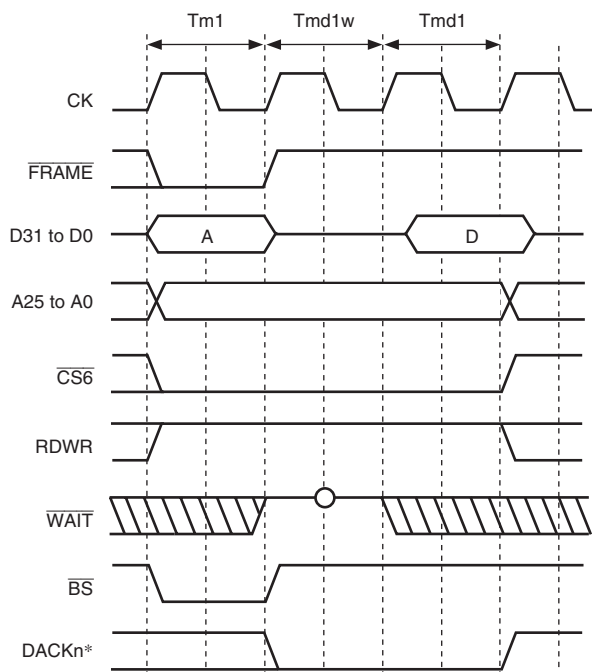 Tm1 Tmd1w Tmd1
CK
FRAME
D31 to D0 A D
A25 to A0
CS6
RDWR
WAIT
BS
DACKn*